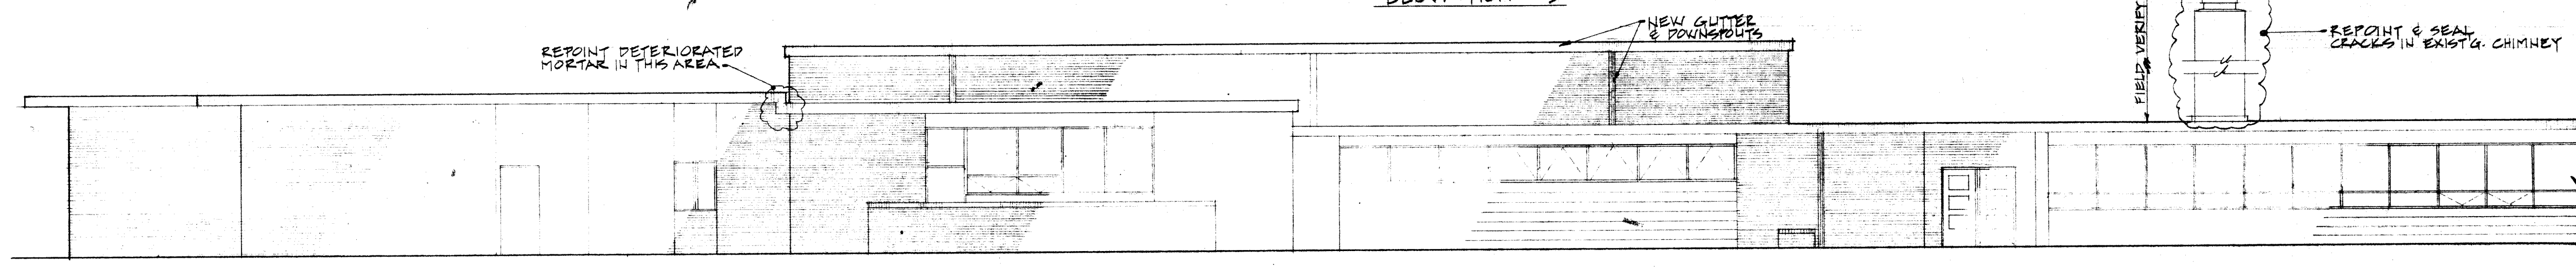 REPOINT DETERIORATED
MORTAR IN THIS AREA
NEW GUTTER
& DOWNSPOUTS
FIELD VERIFY
REPOINT & SEAL
CRACKS IN EXIST'G. CHIMNEY